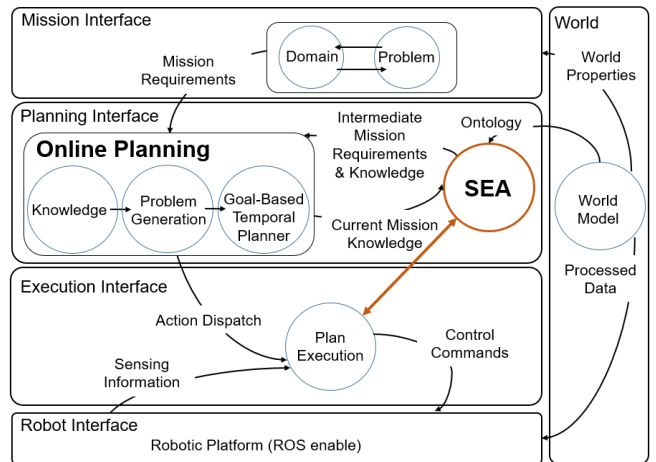 Mission Interface
World
Domain
Problem
Mission
Requirements
World
Properties
Planning Interface
Intermediate
Mission
Requirements
& Knowledge
Ontology
Online Planning
SEA
Knowledge
Problem
Generation
Goal-Based
Temporal
Planner
World
Model
Current Mission
Knowledge
Processed
Data
Execution Interface
Action Dispatch
Plan
Execution
Control
Commands
Sensing
Information
Robot Interface
Robotic Platform (ROS enable)